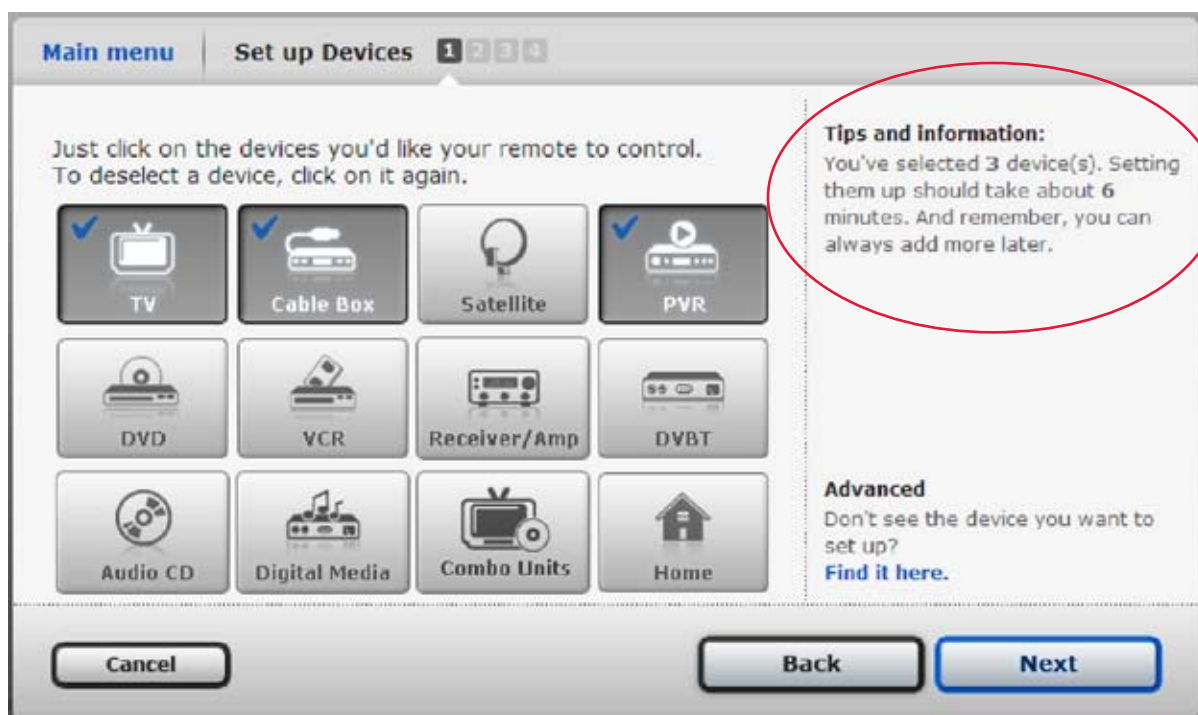 Main menu
Set up Devices 1 2 3 4
Just click on the devices you'd like your remote to control.
To deselect a device, click on it again.
TV
Cable Box
Satellite
PVR
DVD
VCR
Receiver/Amp
DVBT
Audio CD
Digital Media
Combo Units
Home
Tips and information:
You've selected 3 device(s). Setting
them up should take about 6
minutes. And remember, you can
always add more later.
Advanced
Don't see the device you want to
set up?
Find it here.
Cancel
Back
Next